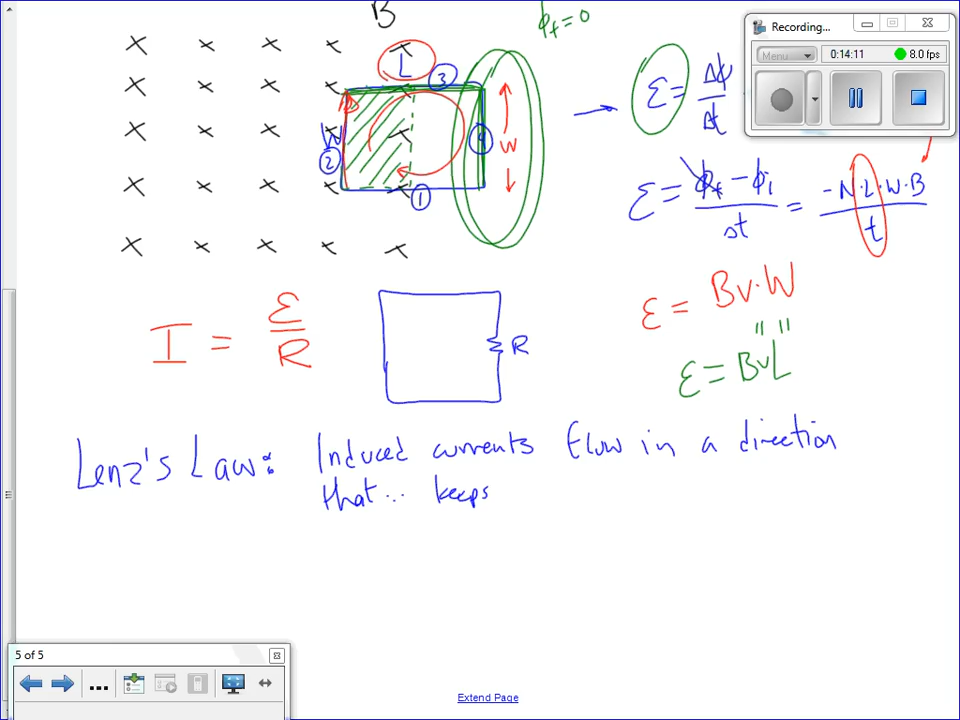 B
ϕf = 0
Recording...
Menu
0:14:11
8.0 fps
L
3
W
2
4
W
1
ε = Δϕ/Δt
ε = ϕf - ϕi / Δt = -N·L·W·B / t
I = ε/R
R
ε = Bv·W
ε = Bv"L"
Lenz's Law: Induced currents flow in a direction
that... keeps
5 of 5
Extend Page